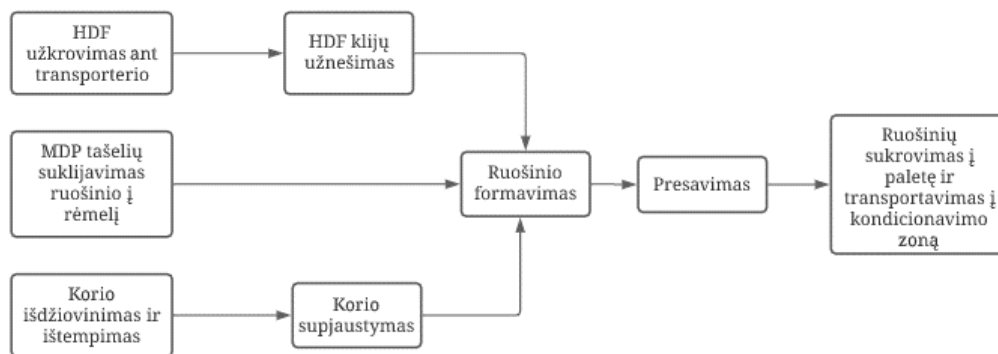 HDF
užkrovimas ant
transporterio
HDF klijų
užnešimas
MDP tašelių
suklijavimas
ruošinio į
rėmelį
Ruošinio
formavimas
Presavimas
Ruošinių
sukrovimas į
paletę ir
transportavimas į
kondicionavimo
zoną
Korio
išdžiovinimas ir
ištempimas
Korio
supjaustymas